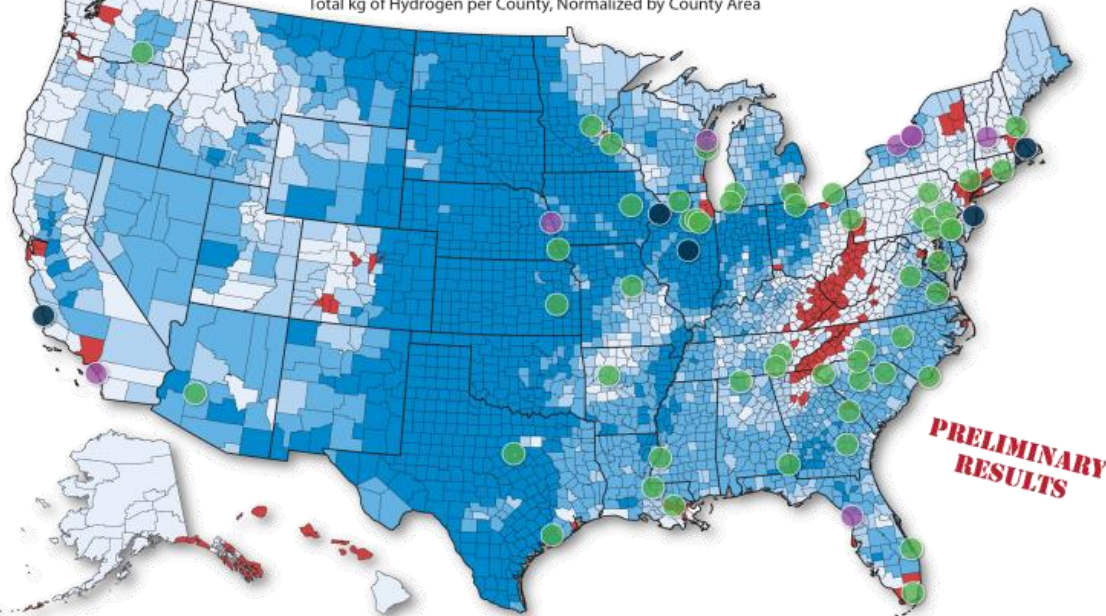 Total kg of Hydrogen per County, Normalized by County Area
PRELIMINARY
RESULTS